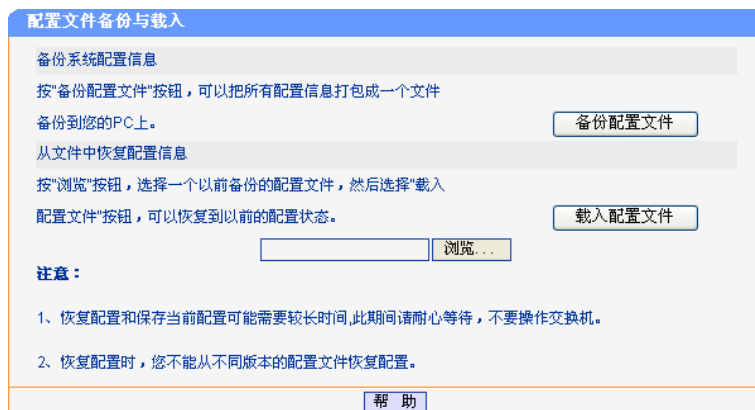 配置文件备份与载入
备份系统配置信息
按"备份配置文件"按钮，可以把所有配置信息打包成一个文件
备份到您的PC上。
备份配置文件
从文件中恢复配置信息
按"浏览"按钮，选择一个以前备份的配置文件，然后选择"载入
配置文件"按钮，可以恢复到以前的配置状态。
载入配置文件
浏览...
注意：
1、恢复配置和保存当前配置可能需要较长时间,此期间请耐心等待，不要操作交换机。
2、恢复配置时，您不能从不同版本的配置文件恢复配置。
帮 助